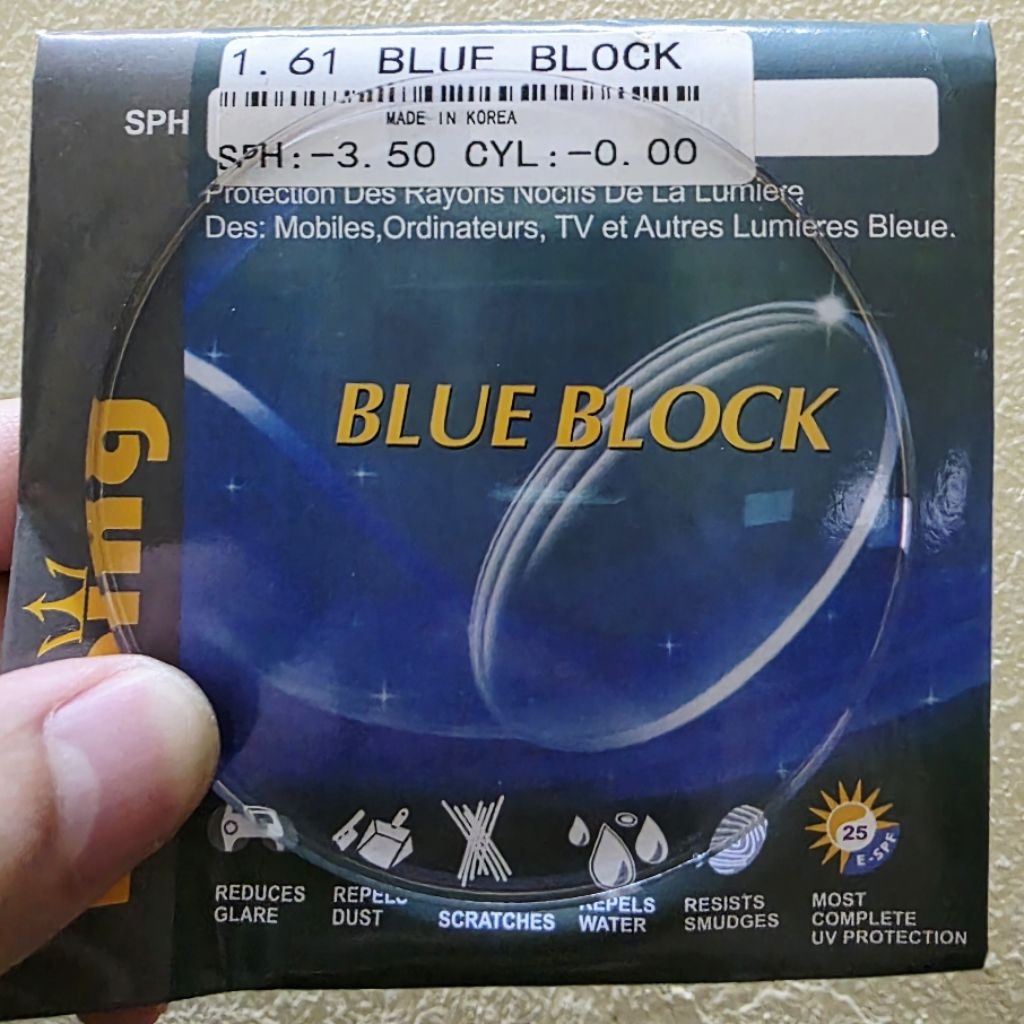 1.61 BLUE BLOCK
SPH
MADE IN KOREA
SPH:-3.50 CYL:-0.00
Protection Des Rayons Nocifs De La Lumiere
Des: Mobiles,Ordinateurs, TV et Autres Lumieres Bleue.
BLUE BLOCK
25
E-SPF
REDUCES
GLARE
REPELS
DUST
SCRATCHES
REPELS
WATER
RESISTS
SMUDGES
MOST
COMPLETE
UV PROTECTION